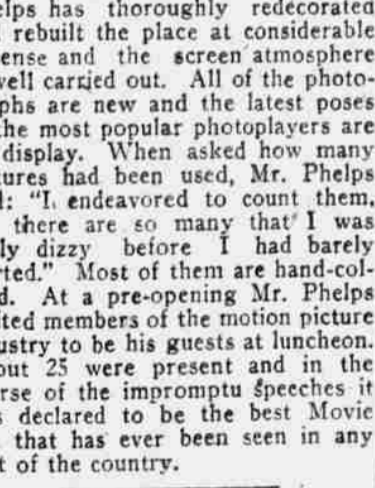 elps has thoroughly redecorated
rebuilt the place at considerable
ense and the screen atmosphere
well carried out. All of the photo-
phs are new and the latest poses
the most popular photoplayers are
display. When asked how many
tures had been used, Mr. Phelps
d: "I endeavored to count them,
there are so many that I was
ly dizzy before I had barely
rted." Most of them are hand-col-
d. At a pre-opening Mr. Phelps
ited members of the motion picture
ustry to be his guests at luncheon.
out 25 were present and in the
rse of the impromptu speeches it
s declared to be the best Movie
that has ever been seen in any
t of the country.